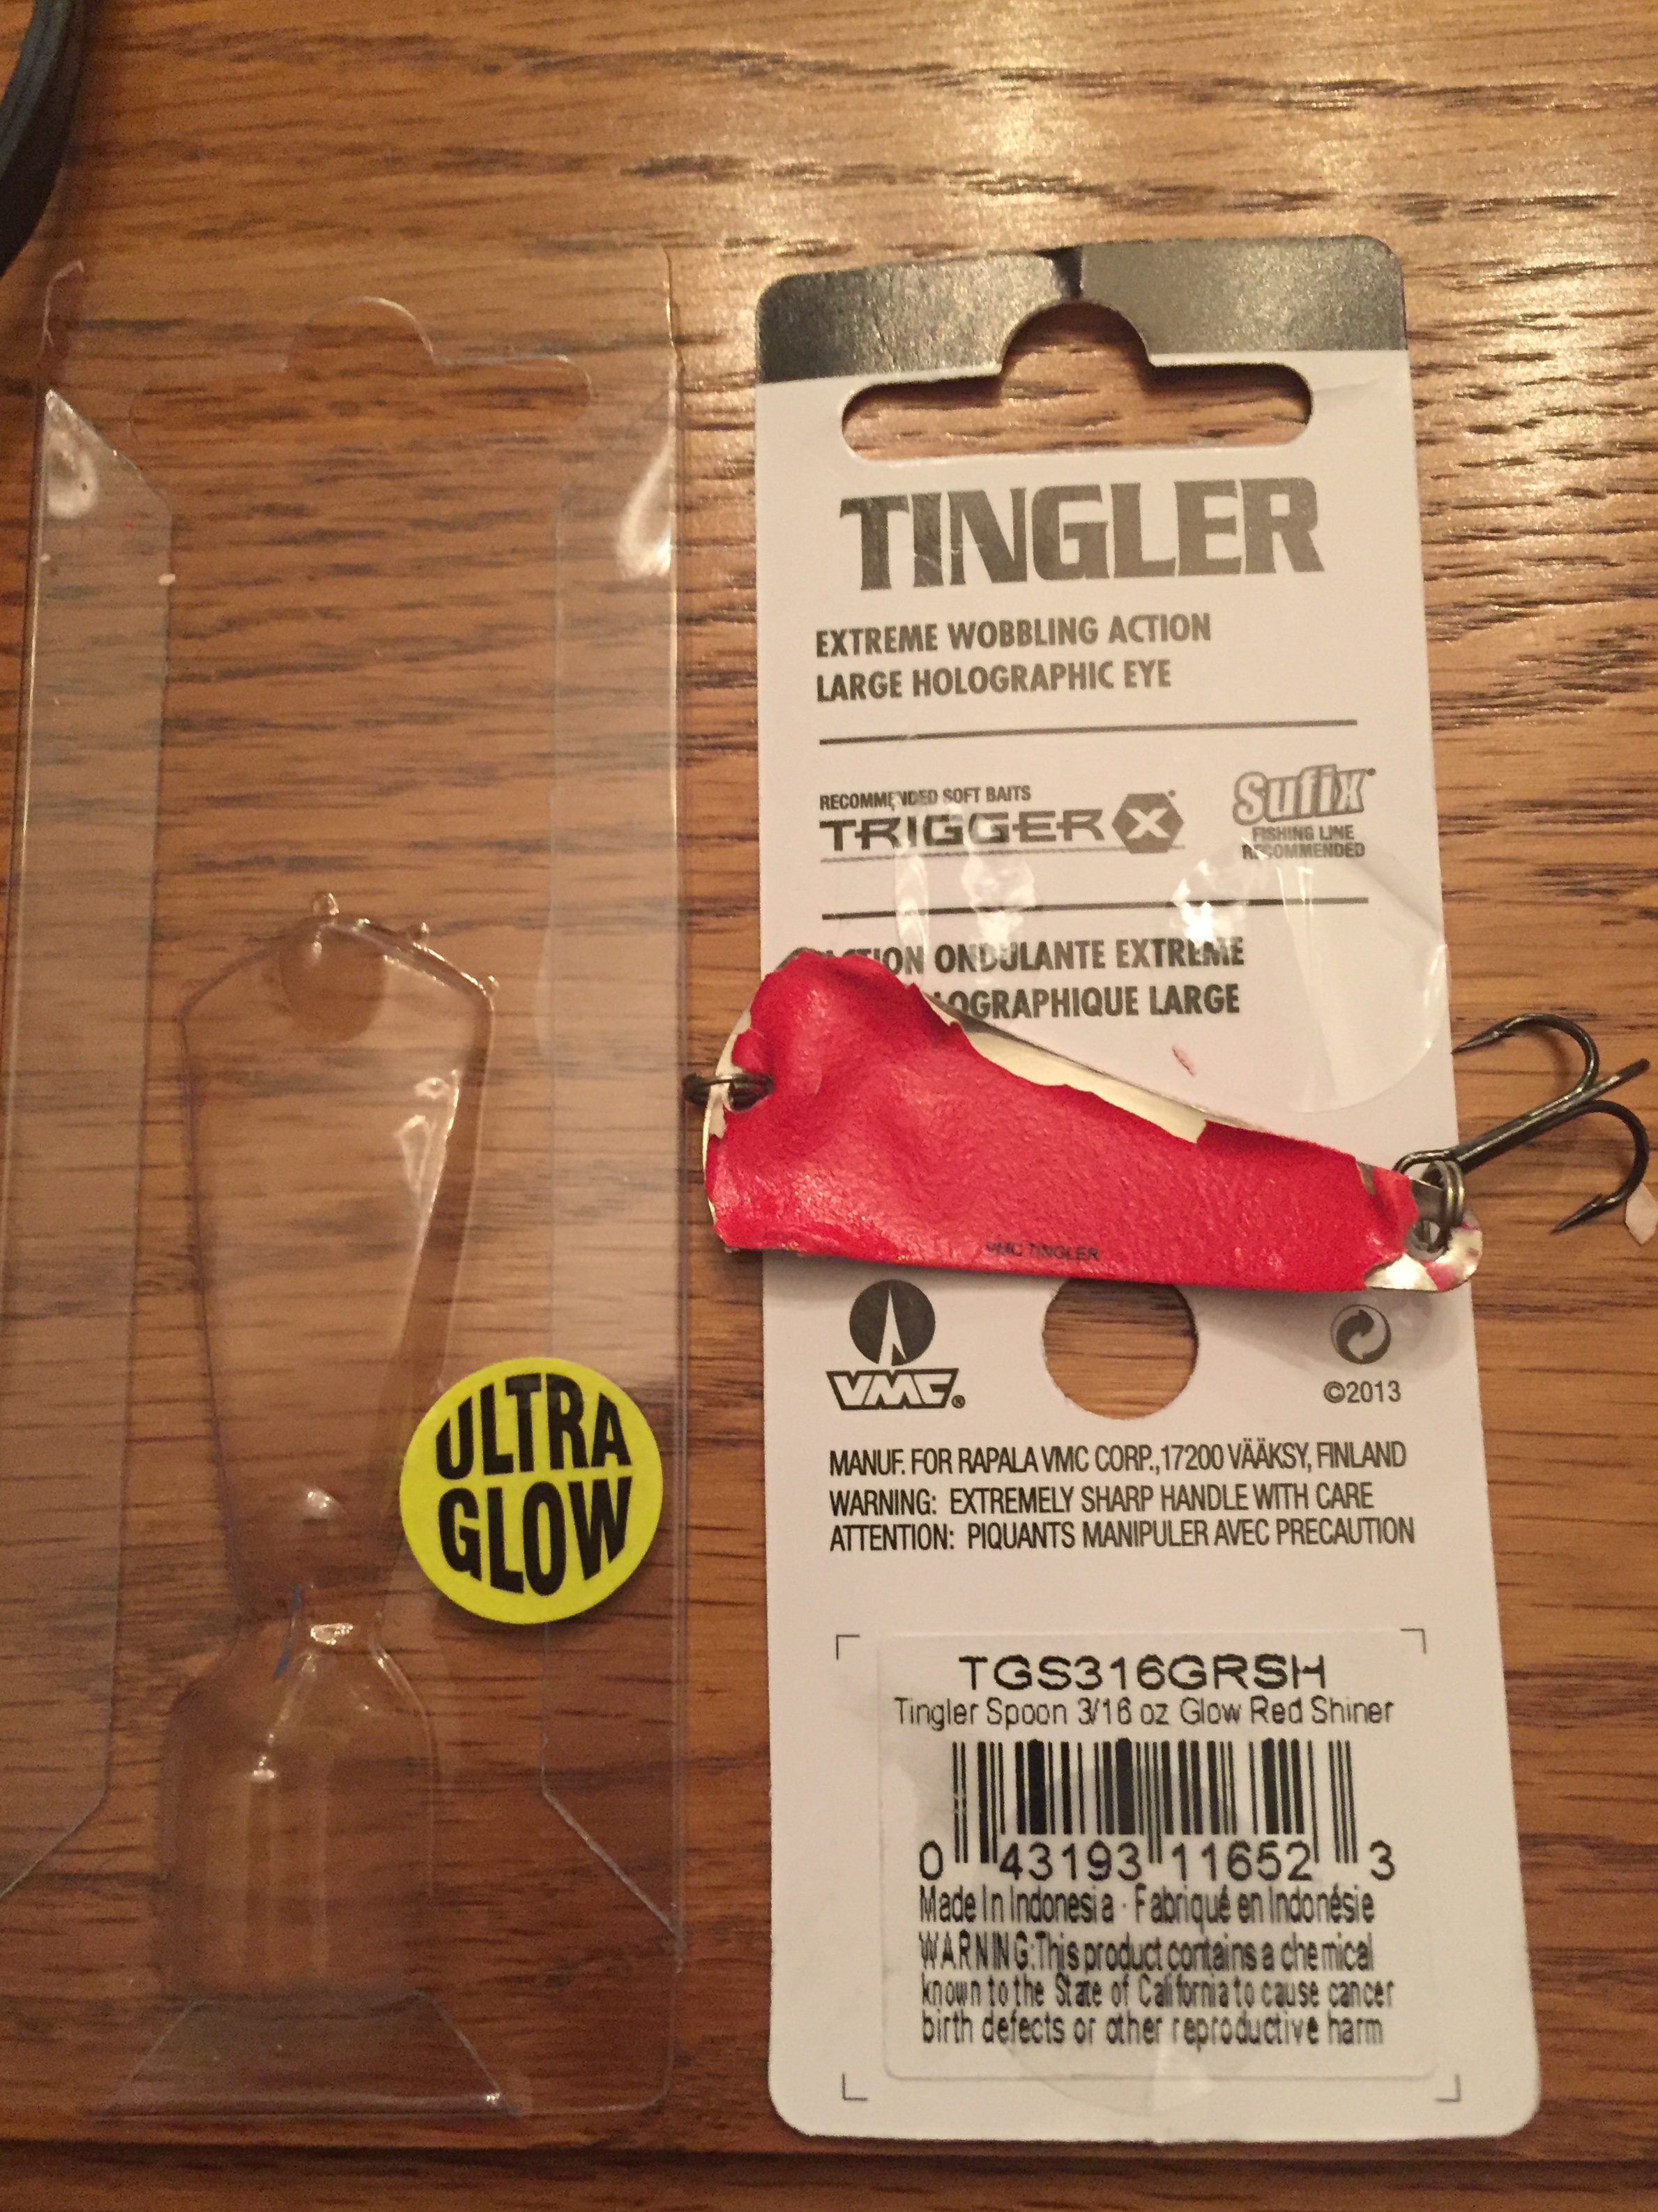 TINGLER
EXTREME WOBBLING ACTION
LARGE HOLOGRAPHIC EYE
RECOMMENDED SOFT BAITS
TRIGGER X
Sufix
FISHING LINE
RECOMMENDED
ONDULANTE EXTREME
LARGE
VMC TINGLER
VMC®
©2013
MANUF. FOR RAPALA VMC CORP., 17200 VÄÄKSY, FINLAND
WARNING: EXTREMELY SHARP HANDLE WITH CARE
ATTENTION: PIQUANTS MANIPULER AVEC PRECAUTION
ULTRA
GLOW
TGS316GRSH
Tingler Spoon 3/16 oz Glow Red Shiner
0 43193 11652 3
Made In Indonesia · Fabriqué en Indonésie
WARNING:This product contains a chemical
known to the State of California to cause cancer
birth defects or other reproductive harm